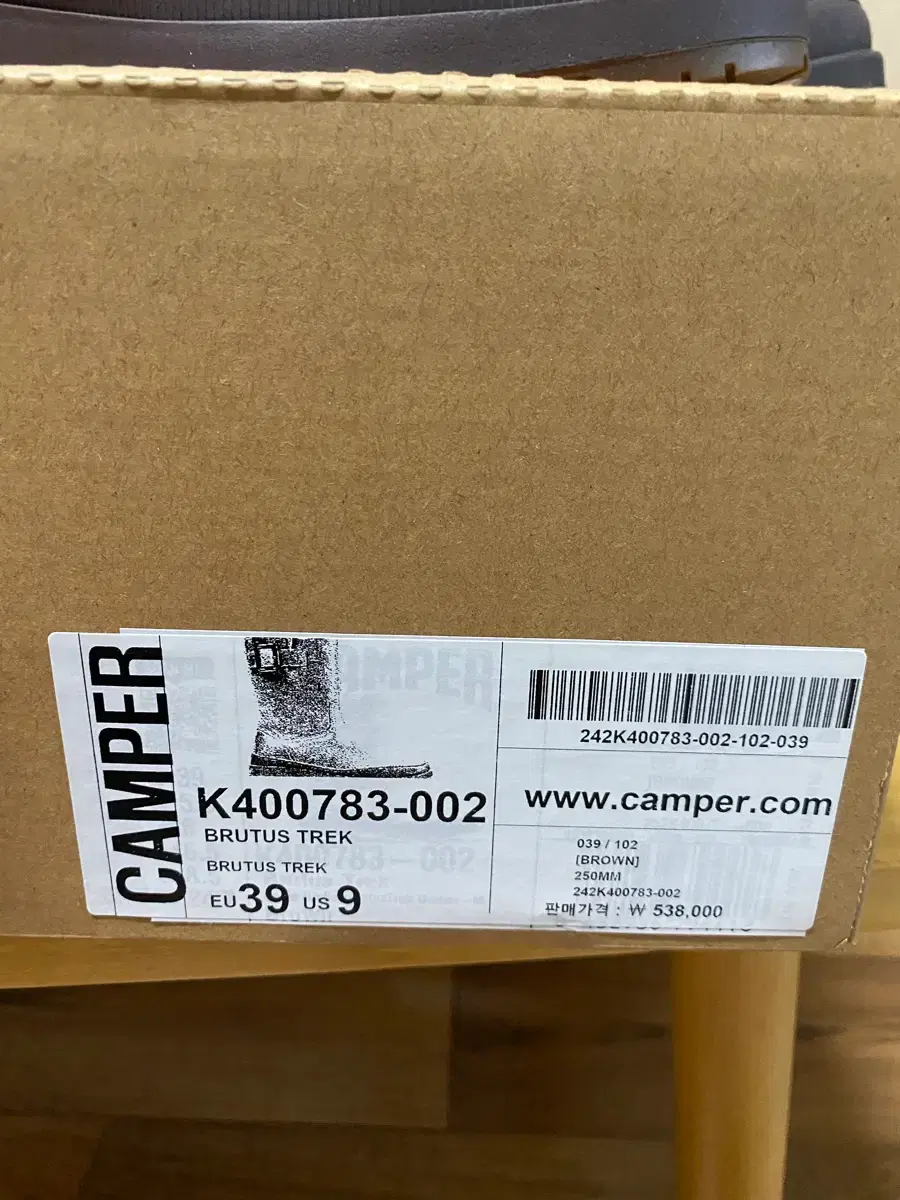 CAMPER
K400783-002
BRUTUS TREK
BRUTUS TREK
EU 39 US 9
242K400783-002-102-039
www.camper.com
039 / 102
[BROWN]
250MM
242K400783-002
판매가격 : ₩ 538,000